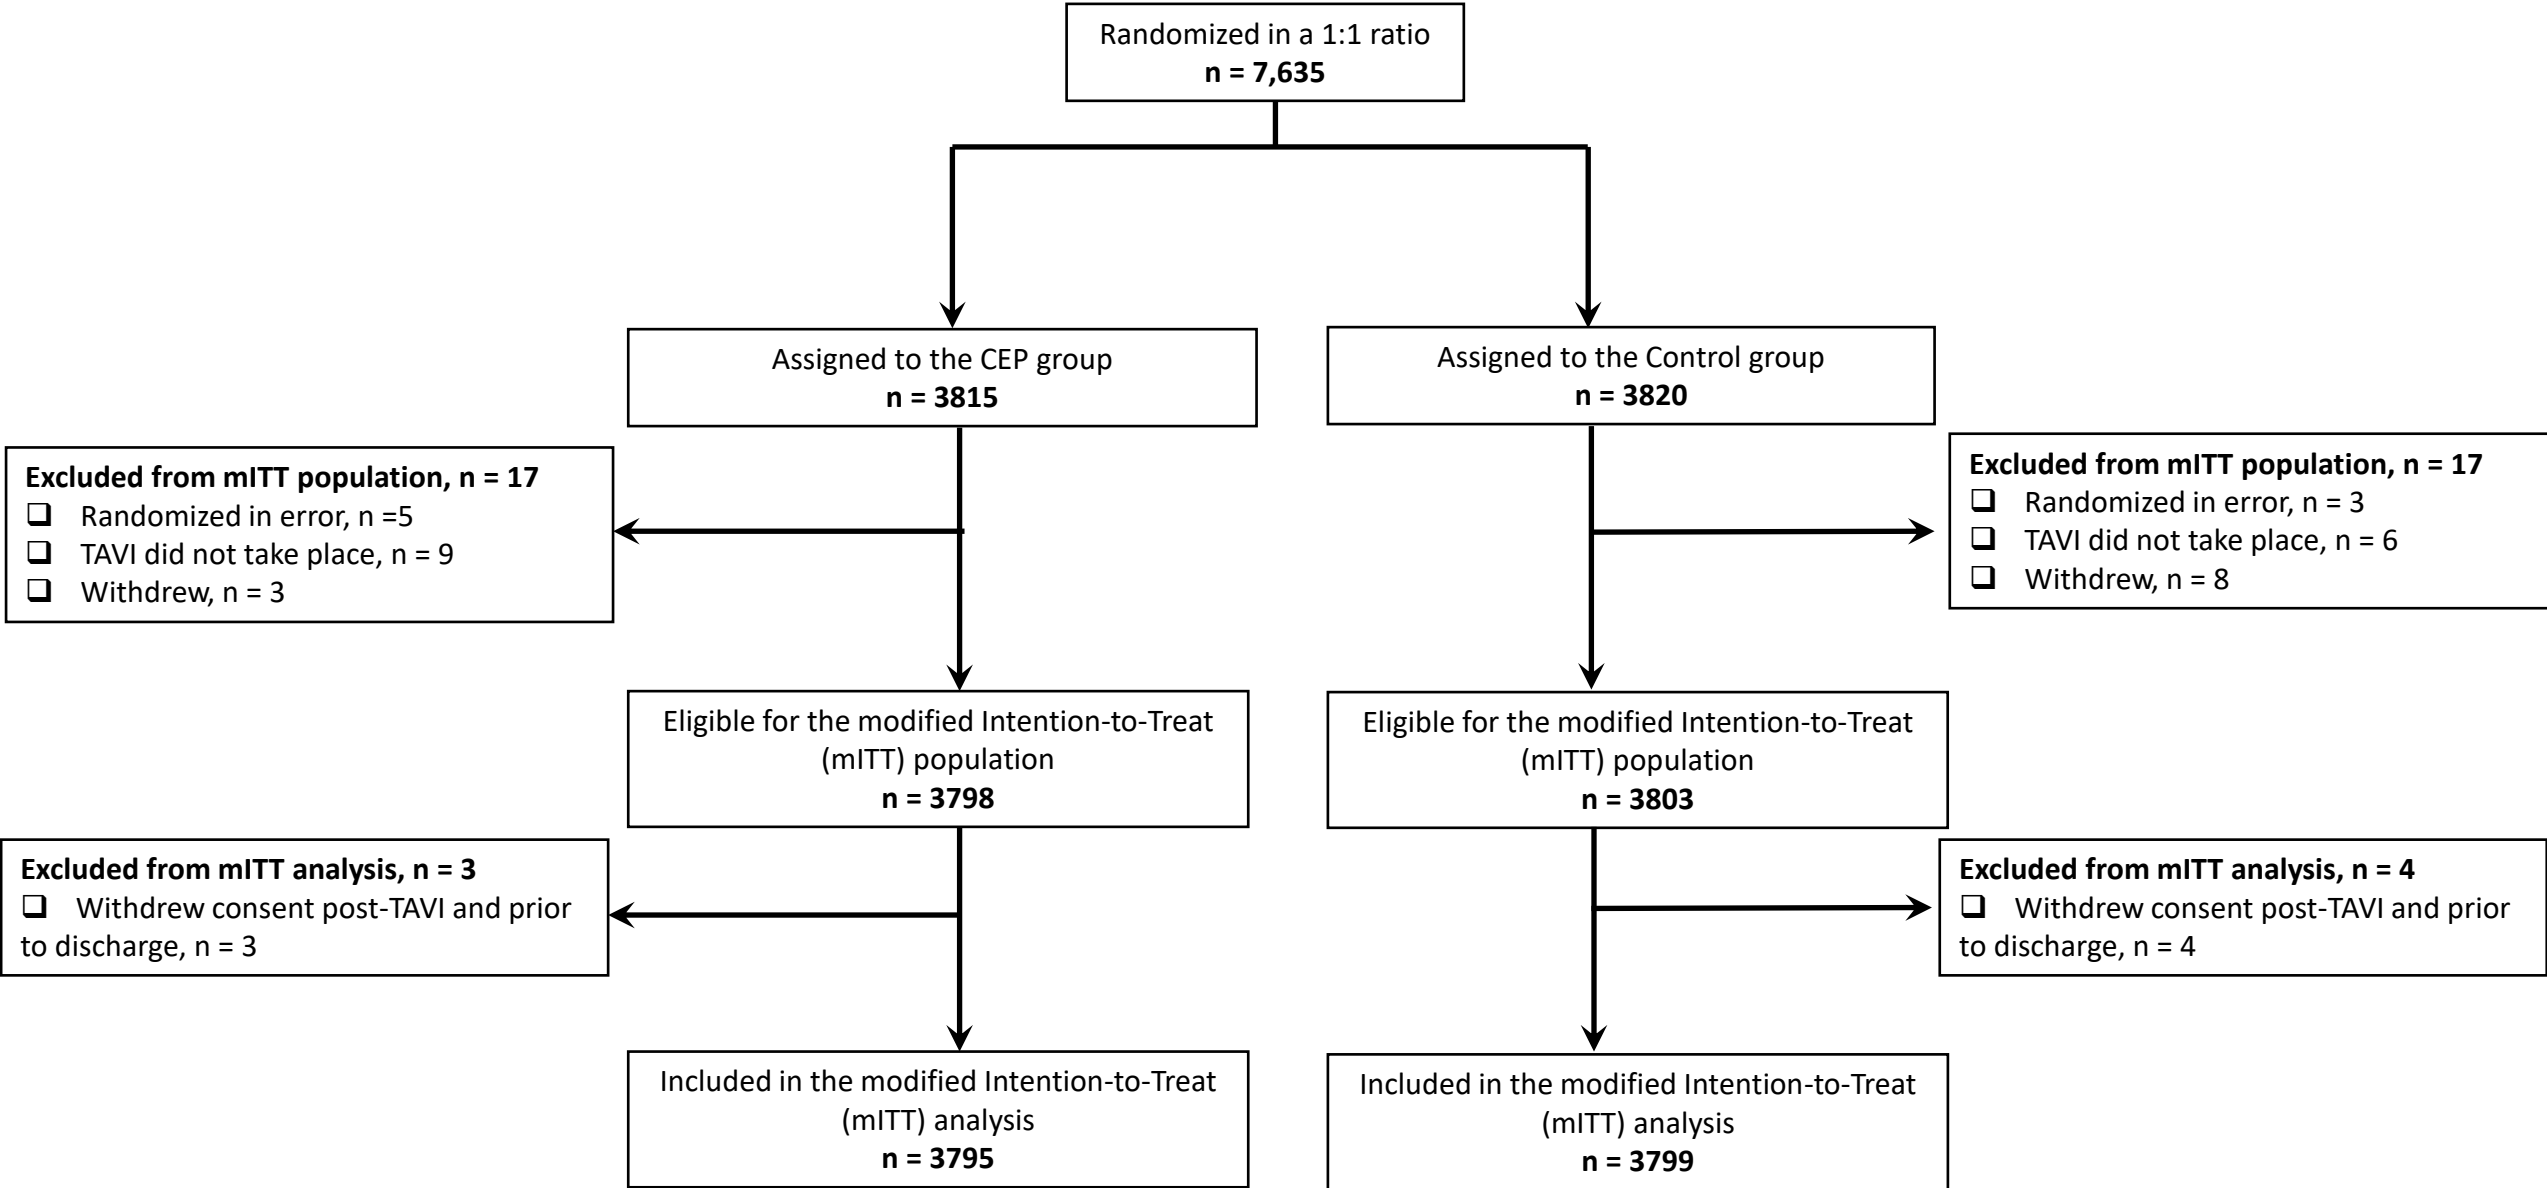 Randomized in a 1:1 ratio
n = 7,635
Assigned to the CEP group
n = 3815
Assigned to the Control group
n = 3820
Excluded from mITT population, n = 17
❑ Randomized in error, n =5
❑ TAVI did not take place, n = 9
❑ Withdrew, n = 3
Excluded from mITT population, n = 17
❑ Randomized in error, n = 3
❑ TAVI did not take place, n = 6
❑ Withdrew, n = 8
Eligible for the modified Intention-to-Treat
(mITT) population
n = 3798
Eligible for the modified Intention-to-Treat
(mITT) population
n = 3803
Excluded from mITT analysis, n = 3
❑ Withdrew consent post-TAVI and prior
to discharge, n = 3
Excluded from mITT analysis, n = 4
❑ Withdrew consent post-TAVI and prior
to discharge, n = 4
Included in the modified Intention-to-Treat
(mITT) analysis
n = 3795
Included in the modified Intention-to-Treat
(mITT) analysis
n = 3799